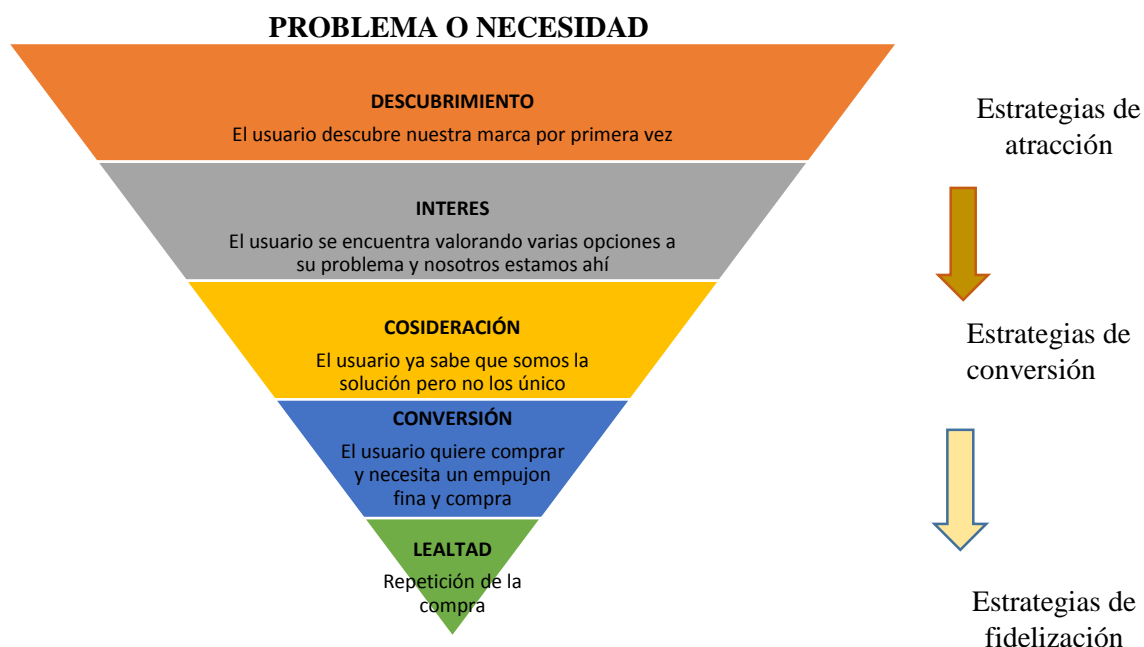 PROBLEMA O NECESIDAD
DESCUBRIMIENTO
El usuario descubre nuestra marca por primera vez
INTERES
El usuario se encuentra valorando varias opciones a
su problema y nosotros estamos ahí
COSIDERACIÓN
El usuario ya sabe que somos la
solución pero no los único
CONVERSIÓN
El usuario quiere comprar
y necesita un empujon
fina y compra
LEALTAD
Repetición de la
compra
Estrategias de
atracción
Estrategias de
conversión
Estrategias de
fidelización